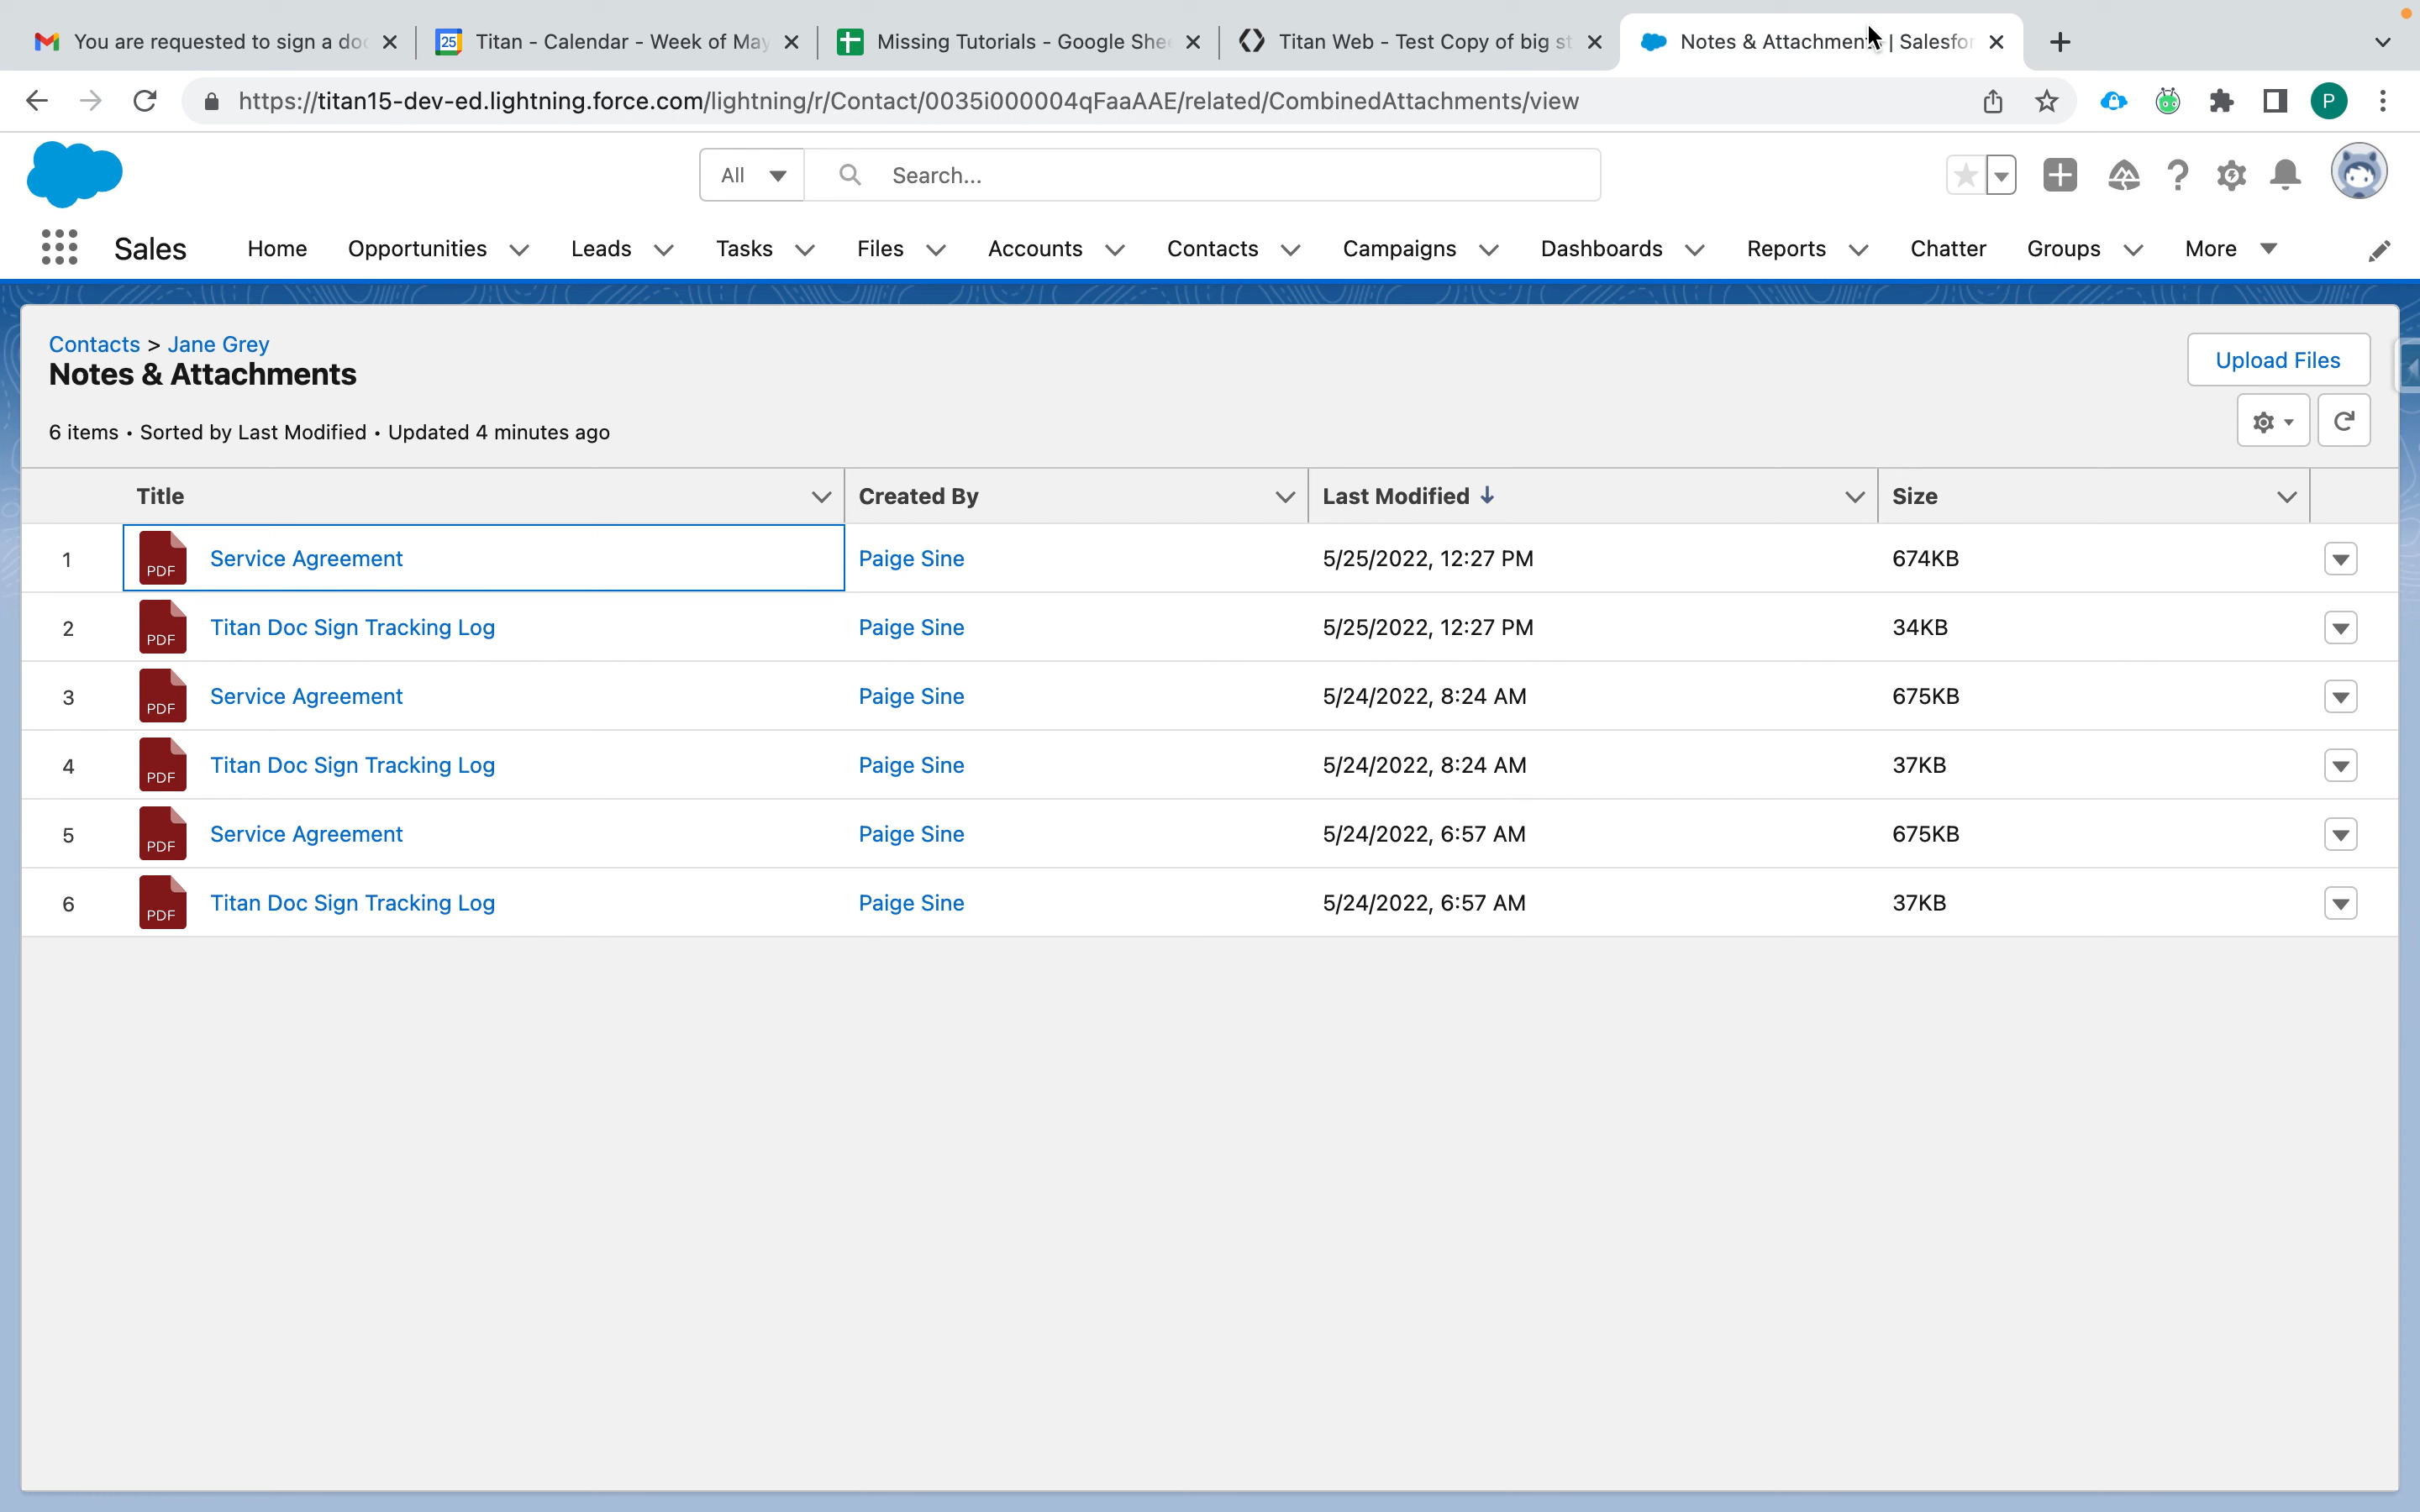 You are requested to sign a do
Titan - Calendar - Week of May
Missing Tutorials - Google She
Titan Web - Test Copy of big st
Notes & Attachments | Salesfor
https://titan15-dev-ed.lightning.force.com/lightning/r/Contact/0035i000004qFaaAAE/related/CombinedAttachments/view
P
All
Search...
Sales
Home
Opportunities
Leads
Tasks
Files
Accounts
Contacts
Campaigns
Dashboards
Reports
Chatter
Groups
More
Contacts > Jane Grey
Notes & Attachments
Upload Files
6 items • Sorted by Last Modified • Updated 4 minutes ago
Title Created By Last Modified Size
1 PDF Service Agreement Paige Sine 5/25/2022, 12:27 PM 674KB
2 PDF Titan Doc Sign Tracking Log Paige Sine 5/25/2022, 12:27 PM 34KB
3 PDF Service Agreement Paige Sine 5/24/2022, 8:24 AM 675KB
4 PDF Titan Doc Sign Tracking Log Paige Sine 5/24/2022, 8:24 AM 37KB
5 PDF Service Agreement Paige Sine 5/24/2022, 6:57 AM 675KB
6 PDF Titan Doc Sign Tracking Log Paige Sine 5/24/2022, 6:57 AM 37KB